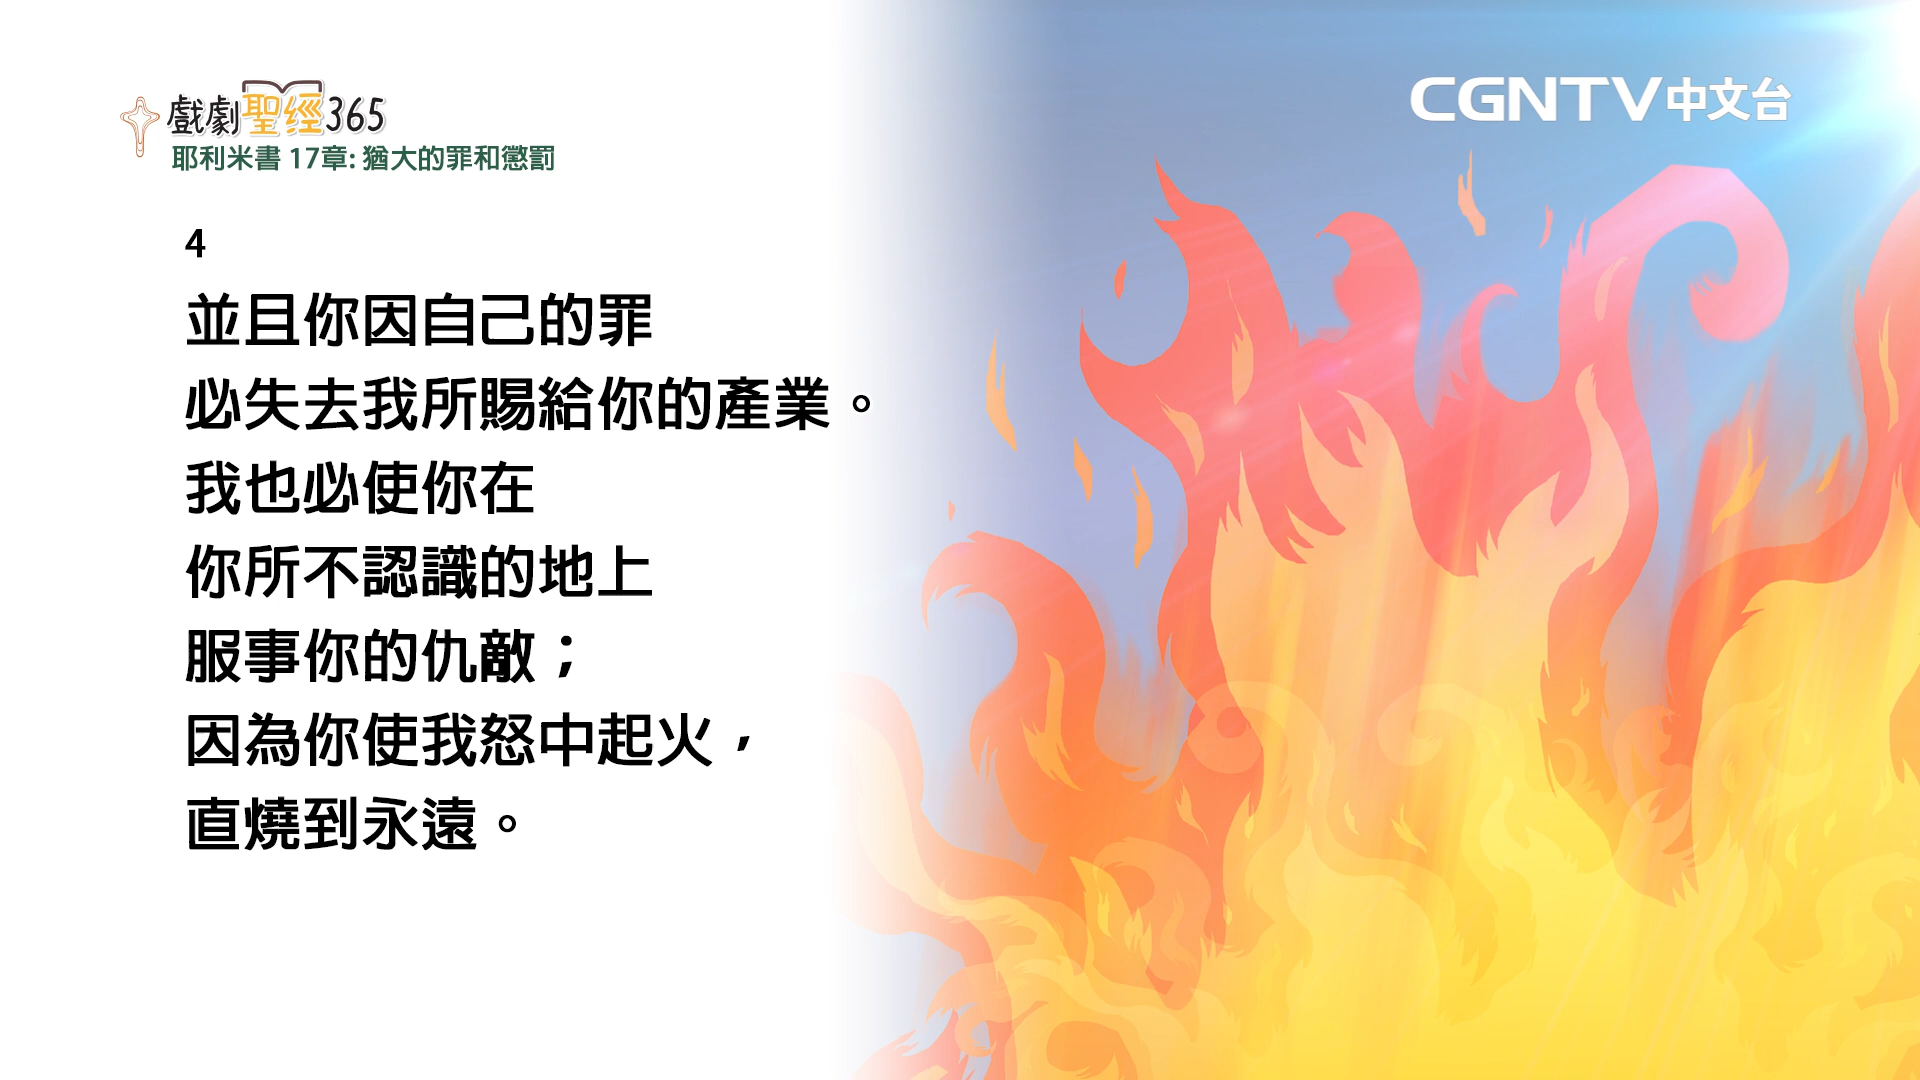 戲劇聖經365
CGNTV中文台
耶利米書 17章: 猶大的罪和懲罰
4
並且你因自己的罪
必失去我所賜給你的產業。
我也必使你在
你所不認識的地上
服事你的仇敵；
因為你使我怒中起火，
直燒到永遠。